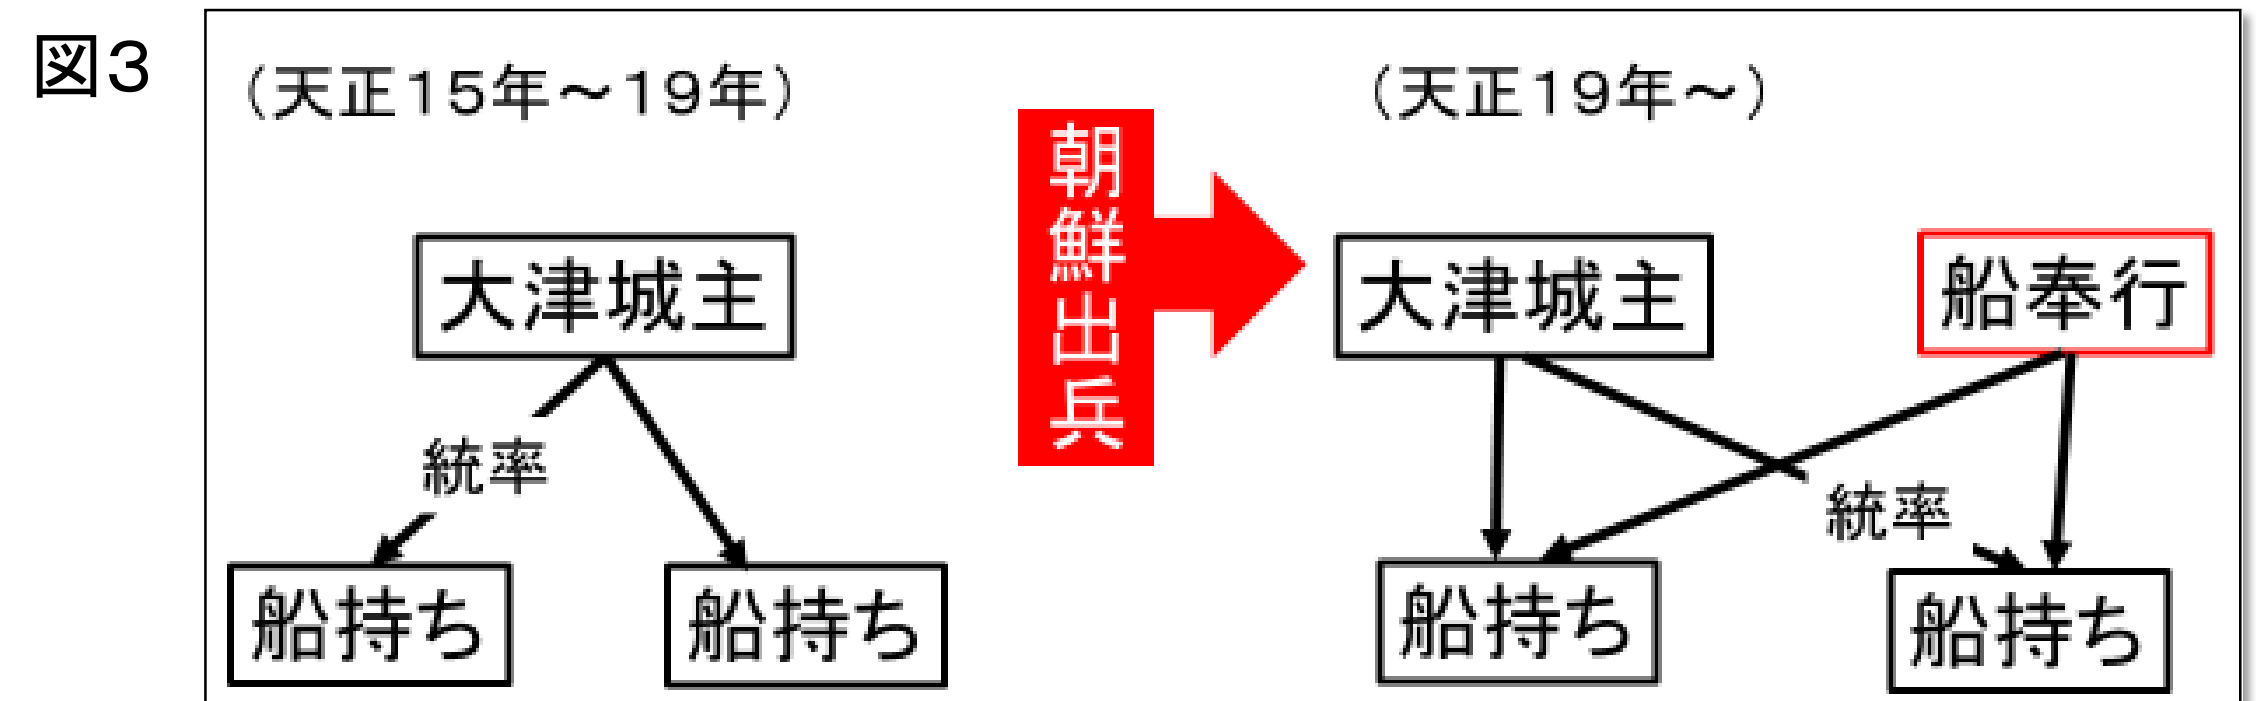 図３
（天正１５年～１９年）
大津城主
統率
船持ち
船持ち
朝鮮出兵
（天正１９年～）
大津城主
船奉行
統率
船持ち
船持ち